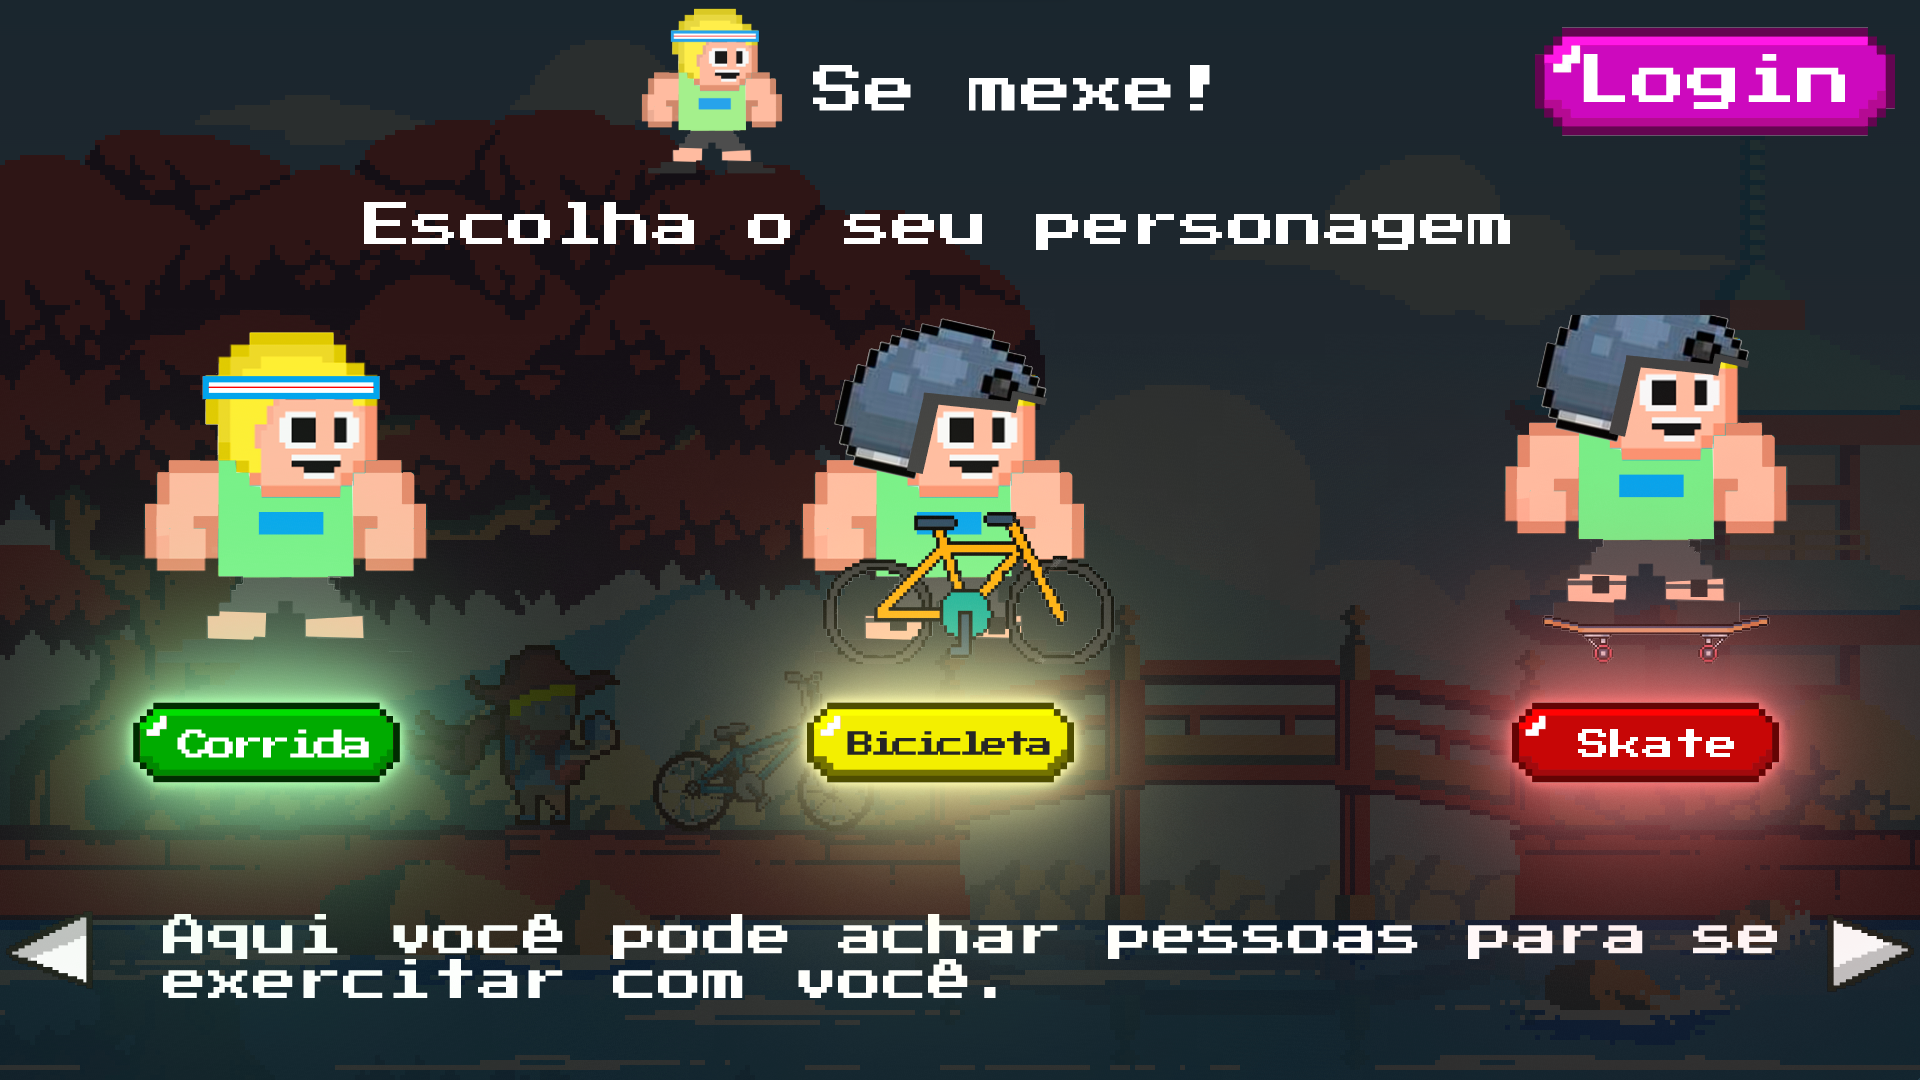 Se mexe!
Login
Escolha o seu personagem
Corrida
Bicicleta
Skate
Aqui você pode achar pessoas para se
exercitar com você.